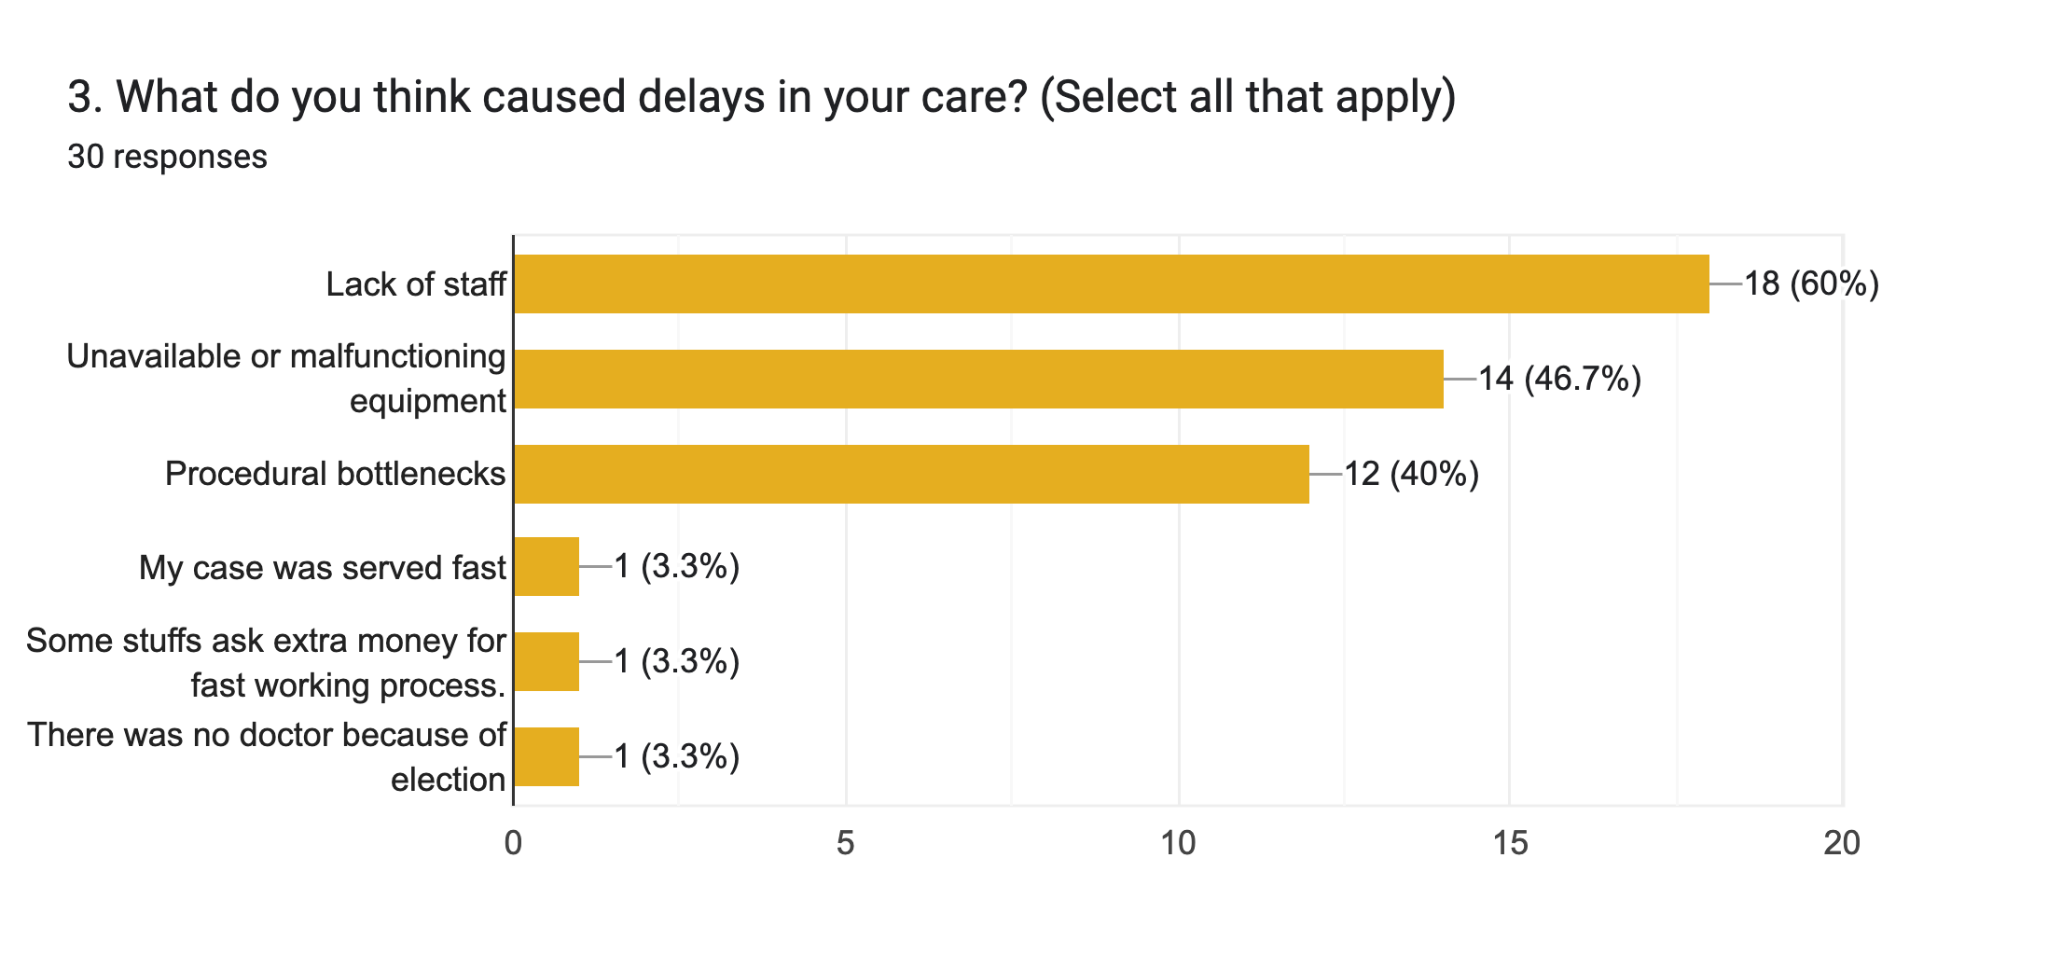 3. What do you think caused delays in your care? (Select all that apply)
30 responses
Lack of staff
18 (60%)
Unavailable or malfunctioning
equipment
14 (46.7%)
Procedural bottlenecks
12 (40%)
My case was served fast
1 (3.3%)
Some stuffs ask extra money for
fast working process.
1 (3.3%)
There was no doctor because of
election
1 (3.3%)
0 5 10 15 20